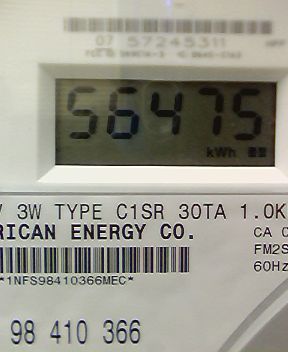 07 57245311
56475
kWh
3W TYPE C1SR 30TA 1.0K
RICAN ENERGY CO.
CA
FM2S
60Hz
*1NFS98410366MEC*
98 410 366